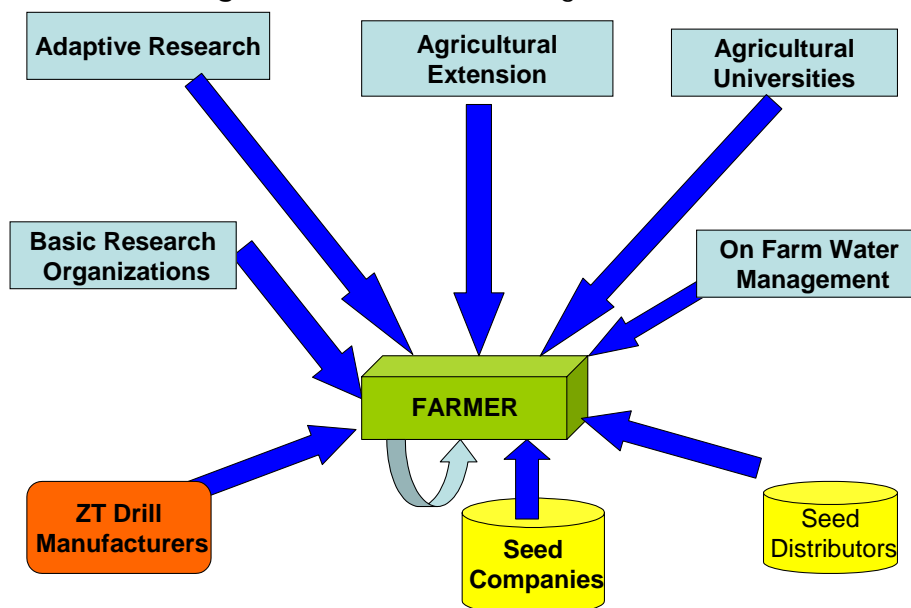 Adaptive Research
Agricultural
Extension
Agricultural
Universities
Basic Research
Organizations
On Farm Water
Management
FARMER
ZT Drill
Manufacturers
Seed
Companies
Seed
Distributors